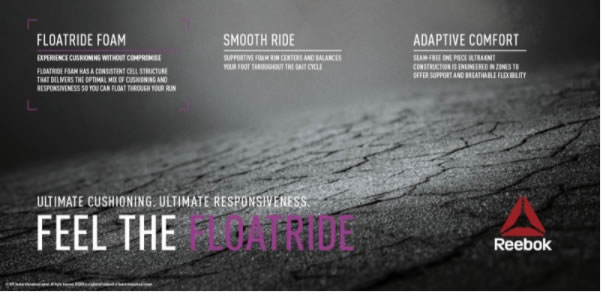 FLOATRIDE FOAM
EXPERIENCE CUSHIONING WITHOUT COMPROMISE
FLOATRIDE FOAM HAS A CONSISTENT CELL STRUCTURE
THAT DELIVERS THE OPTIMAL MIX OF CUSHIONING AND
RESPONSIVENESS SO YOU CAN FLOAT THROUGH YOUR RUN
SMOOTH RIDE
SUPPORTIVE FOAM RIM CENTERS AND BALANCES
YOUR FOOT THROUGHOUT THE GAIT CYCLE
ADAPTIVE COMFORT
SEAM-FREE ONE PIECE ULTRAKNIT
CONSTRUCTION IS ENGINEERED IN ZONES TO
OFFER SUPPORT AND BREATHABLE FLEXIBILITY
ULTIMATE CUSHIONING. ULTIMATE RESPONSIVENESS.
FEEL THE FLOATRIDE
Reebok